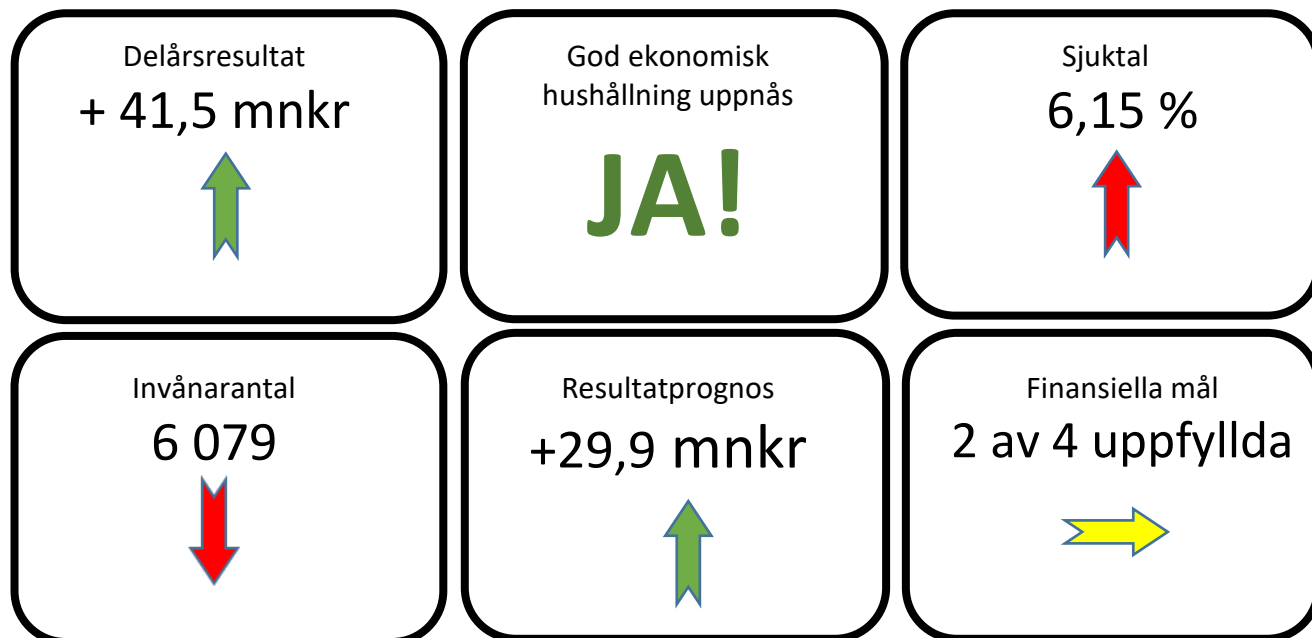 Delårsresultat
+ 41,5 mnkr
God ekonomisk
hushållning uppnås
JA!
Sjuktal
6,15 %
Invånarantal
6 079
Resultatprognos
+29,9 mnkr
Finansiella mål
2 av 4 uppfyllda